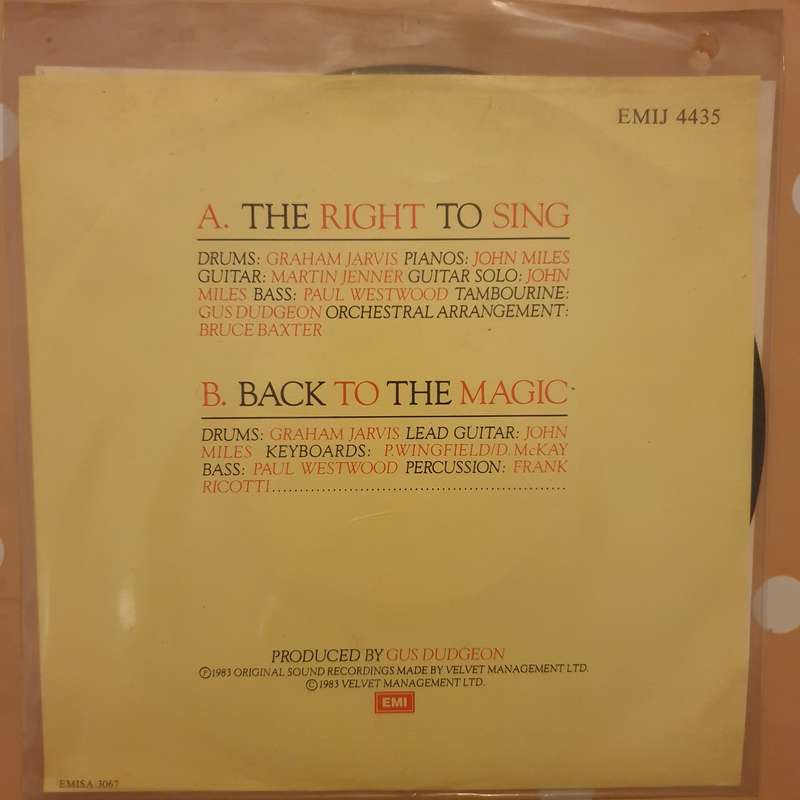 EMIJ 4435
A. THE RIGHT TO SING
DRUMS: GRAHAM JARVIS PIANOS: JOHN MILES
GUITAR: MARTIN JENNER GUITAR SOLO: JOHN
MILES BASS: PAUL WESTWOOD TAMBOURINE:
GUS DUDGEON ORCHESTRAL ARRANGEMENT:
BRUCE BAXTER
B. BACK TO THE MAGIC
DRUMS: GRAHAM JARVIS LEAD GUITAR: JOHN
MILES KEYBOARDS: P.WINGFIELD/D. McKAY
BASS: PAUL WESTWOOD PERCUSSION: FRANK
RICOTTI..........................................................
PRODUCED BY GUS DUDGEON
Ⓟ1983 ORIGINAL SOUND RECORDINGS MADE BY VELVET MANAGEMENT LTD.
©1983 VELVET MANAGEMENT LTD.
EMI
EMISA 3067